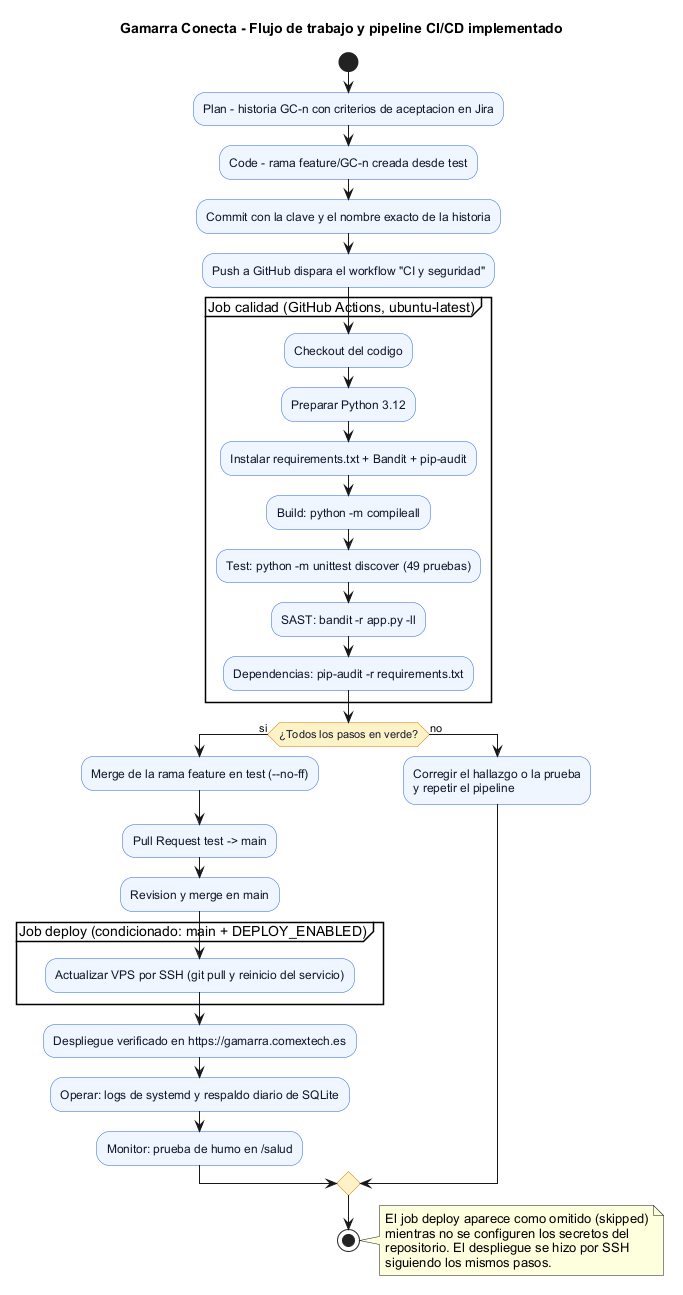 Gamarra Conecta - Flujo de trabajo y pipeline CI/CD implementado
Plan - historia GC-n con criterios de aceptacion en Jira
Code - rama feature/GC-n creada desde test
Commit con la clave y el nombre exacto de la historia
Push a GitHub dispara el workflow "CI y seguridad"
Job calidad (GitHub Actions, ubuntu-latest)
Checkout del codigo
Preparar Python 3.12
Instalar requirements.txt + Bandit + pip-audit
Build: python -m compileall
Test: python -m unittest discover (49 pruebas)
SAST: bandit -r app.py -ll
Dependencias: pip-audit -r requirements.txt
si
¿Todos los pasos en verde?
no
Merge de la rama feature en test (--no-ff)
Corregir el hallazgo o la prueba
y repetir el pipeline
Pull Request test -> main
Revision y merge en main
Job deploy (condicionado: main + DEPLOY_ENABLED)
Actualizar VPS por SSH (git pull y reinicio del servicio)
Despliegue verificado en https://gamarra.comextech.es
Operar: logs de systemd y respaldo diario de SQLite
Monitor: prueba de humo en /salud
El job deploy aparece como omitido (skipped)
mientras no se configuren los secretos del
repositorio. El despliegue se hizo por SSH
siguiendo los mismos pasos.